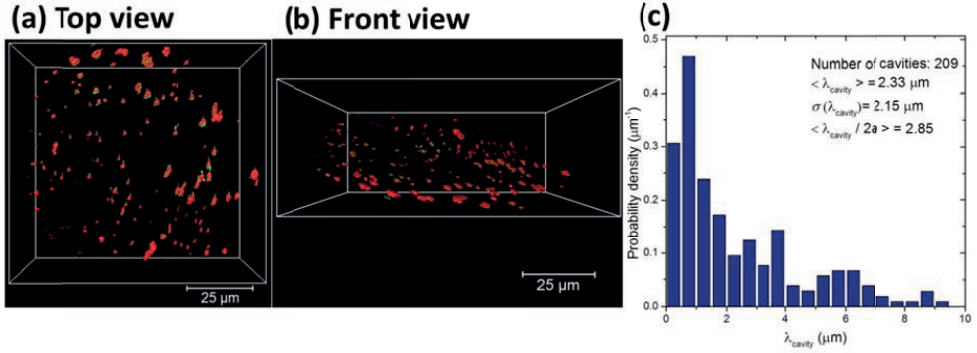 (a) Top view
(b) Front view
(c)
25 μm
25 μm
Number of cavities: 209
< λcavity > = 2.33 μm
σ(λcavity)= 2.15 μm
< λcavity / 2a > = 2.85
Probability density (μm⁻¹)
0.5
0.4
0.3
0.2
0.1
0.0
0 2 4 6 8 10
λcavity (μm)